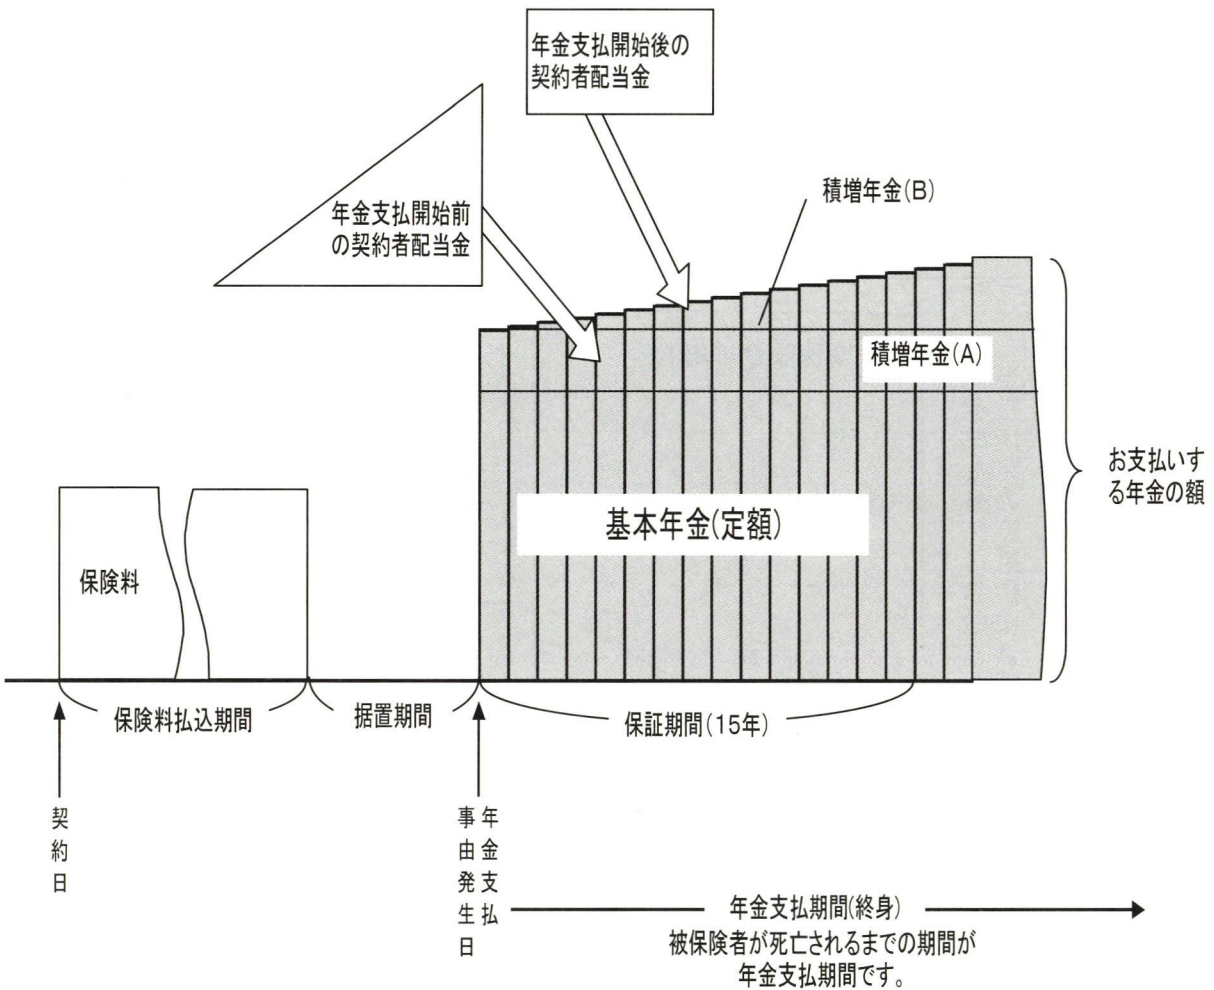 年金支払開始後の
契約者配当金
年金支払開始前
の契約者配当金
積増年金(B)
積増年金(A)
お支払いす
る年金の額
基本年金(定額)
保険料
保険料払込期間
据置期間
保証期間(15年)
契約日
年金支払
事由発生日
年金支払期間(終身)
被保険者が死亡されるまでの期間が
年金支払期間です。